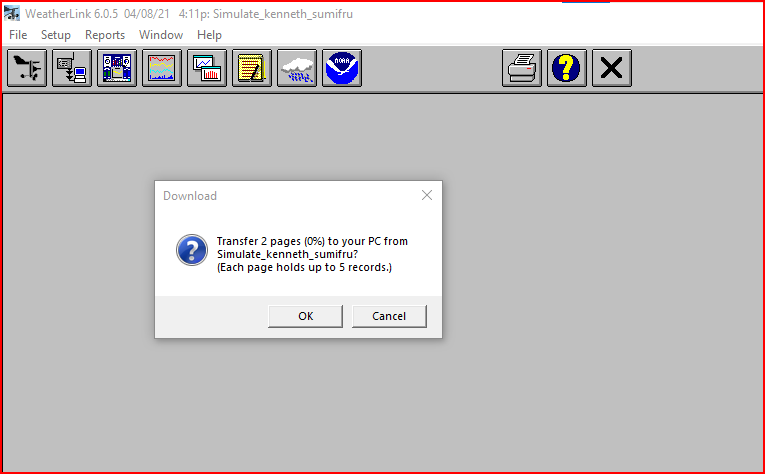 WeatherLink 6.0.5 04/08/21 4:11p: Simulate_kenneth_sumifru
File Setup Reports Window Help
NOAA
Download
Transfer 2 pages (0%) to your PC from
Simulate_kenneth_sumifru?
(Each page holds up to 5 records.)
OK Cancel